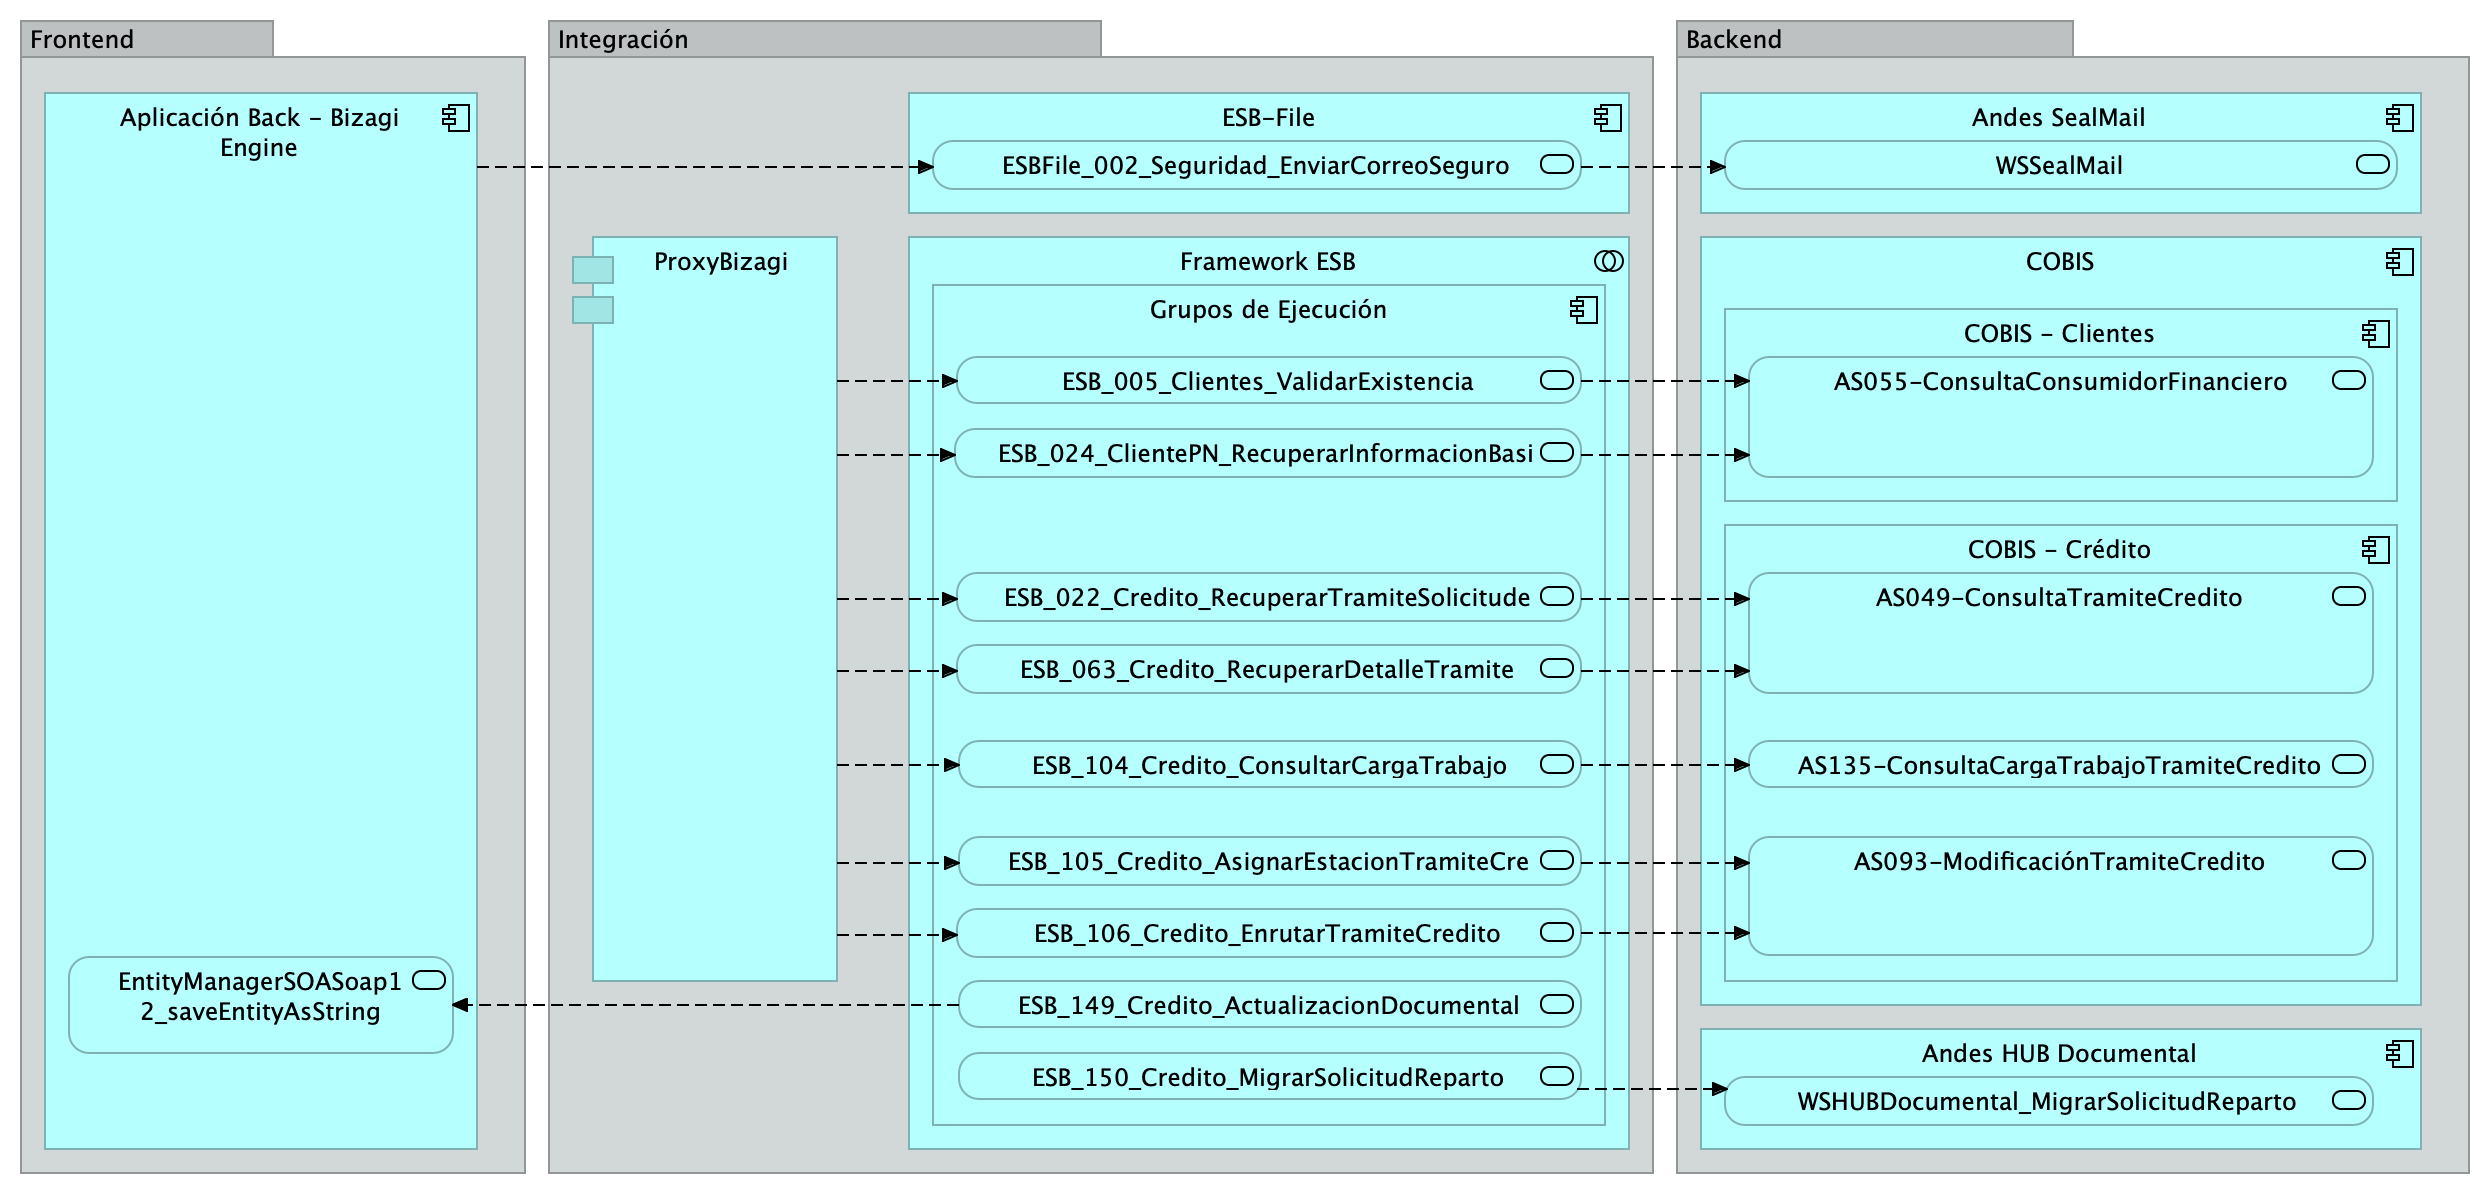 Frontend
Aplicación Back – Bizagi
Engine
EntityManagerSOASoap1
2_saveEntityAsString
Integración
ESB-File
ESBFile_002_Seguridad_EnviarCorreoSeguro
ProxyBizagi
Framework ESB
Grupos de Ejecución
ESB_005_Clientes_ValidarExistencia
ESB_024_ClientePN_RecuperarInformacionBasi
ESB_022_Credito_RecuperarTramiteSolicitude
ESB_063_Credito_RecuperarDetalleTramite
ESB_104_Credito_ConsultarCargaTrabajo
ESB_105_Credito_AsignarEstacionTramiteCre
ESB_106_Credito_EnrutarTramiteCredito
ESB_149_Credito_ActualizacionDocumental
ESB_150_Credito_MigrarSolicitudReparto
Backend
Andes SealMail
WSSealMail
COBIS
COBIS – Clientes
AS055-ConsultaConsumidorFinanciero
COBIS – Crédito
AS049-ConsultaTramiteCredito
AS135-ConsultaCargaTrabajoTramiteCredito
AS093-ModificaciónTramiteCredito
Andes HUB Documental
WSHUBDocumental_MigrarSolicitudReparto